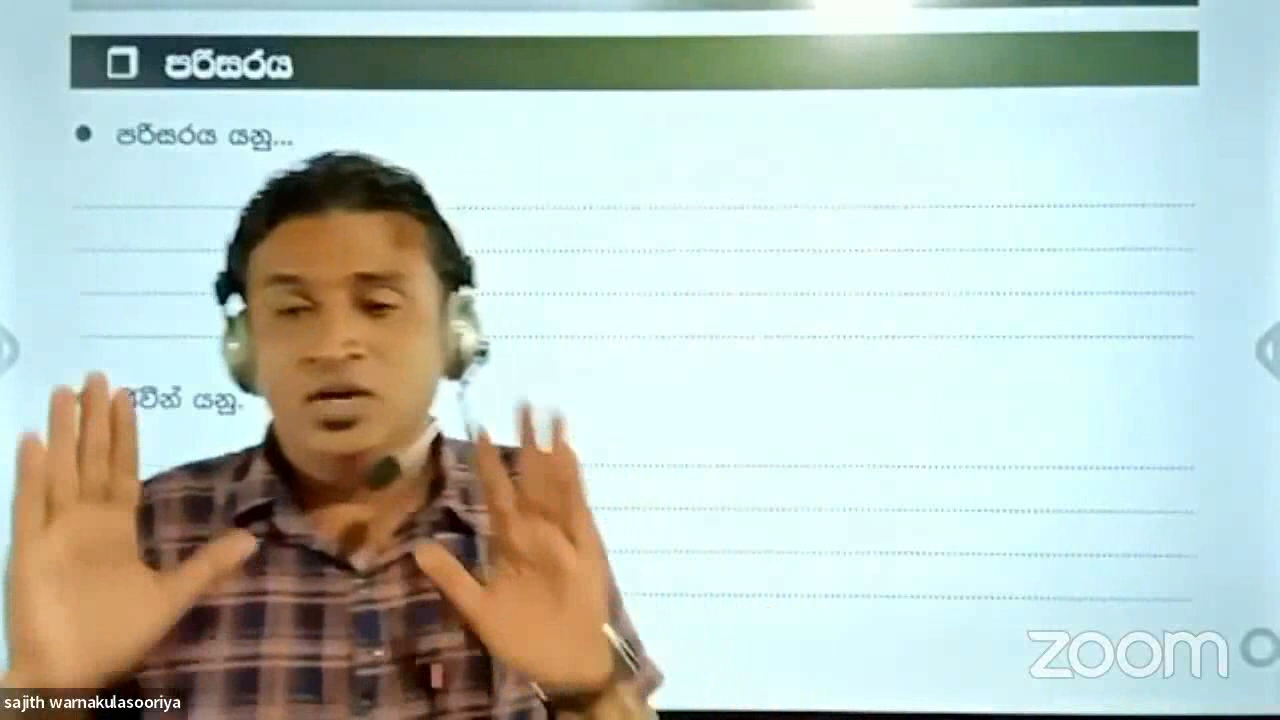 ❐ පරිසරය
● පරිසරය යනු...
යනු.
zoom
sajith warnakulasooriya